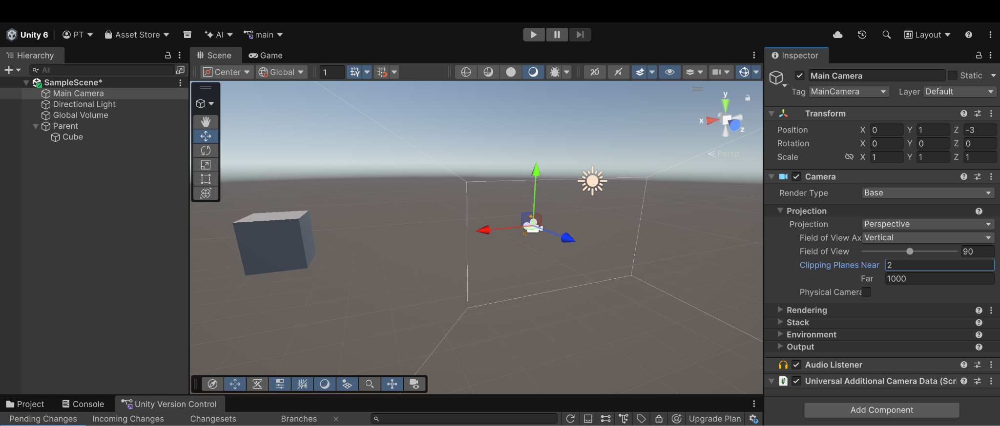 Unity 6 PT Asset Store AI main Layout
Hierarchy
All
SampleScene*
Main Camera
Directional Light
Global Volume
Parent
Cube
Scene Game
Center Global 1 2D
y
x
z
Persp
Inspector
Main Camera Static
Tag MainCamera Layer Default
Transform
Position X 0 Y 1 Z -3
Rotation X 0 Y 0 Z 0
Scale X 1 Y 1 Z 1
Camera
Render Type Base
Projection
Projection Perspective
Field of View Ax Vertical
Field of View 90
Clipping Planes Near 2
Far 1000
Physical Camera
Rendering
Stack
Environment
Output
Audio Listener
# Universal Additional Camera Data (Scri
Add Component
Project Console Unity Version Control
Pending Changes Incoming Changes Changesets Branches Upgrade Plan